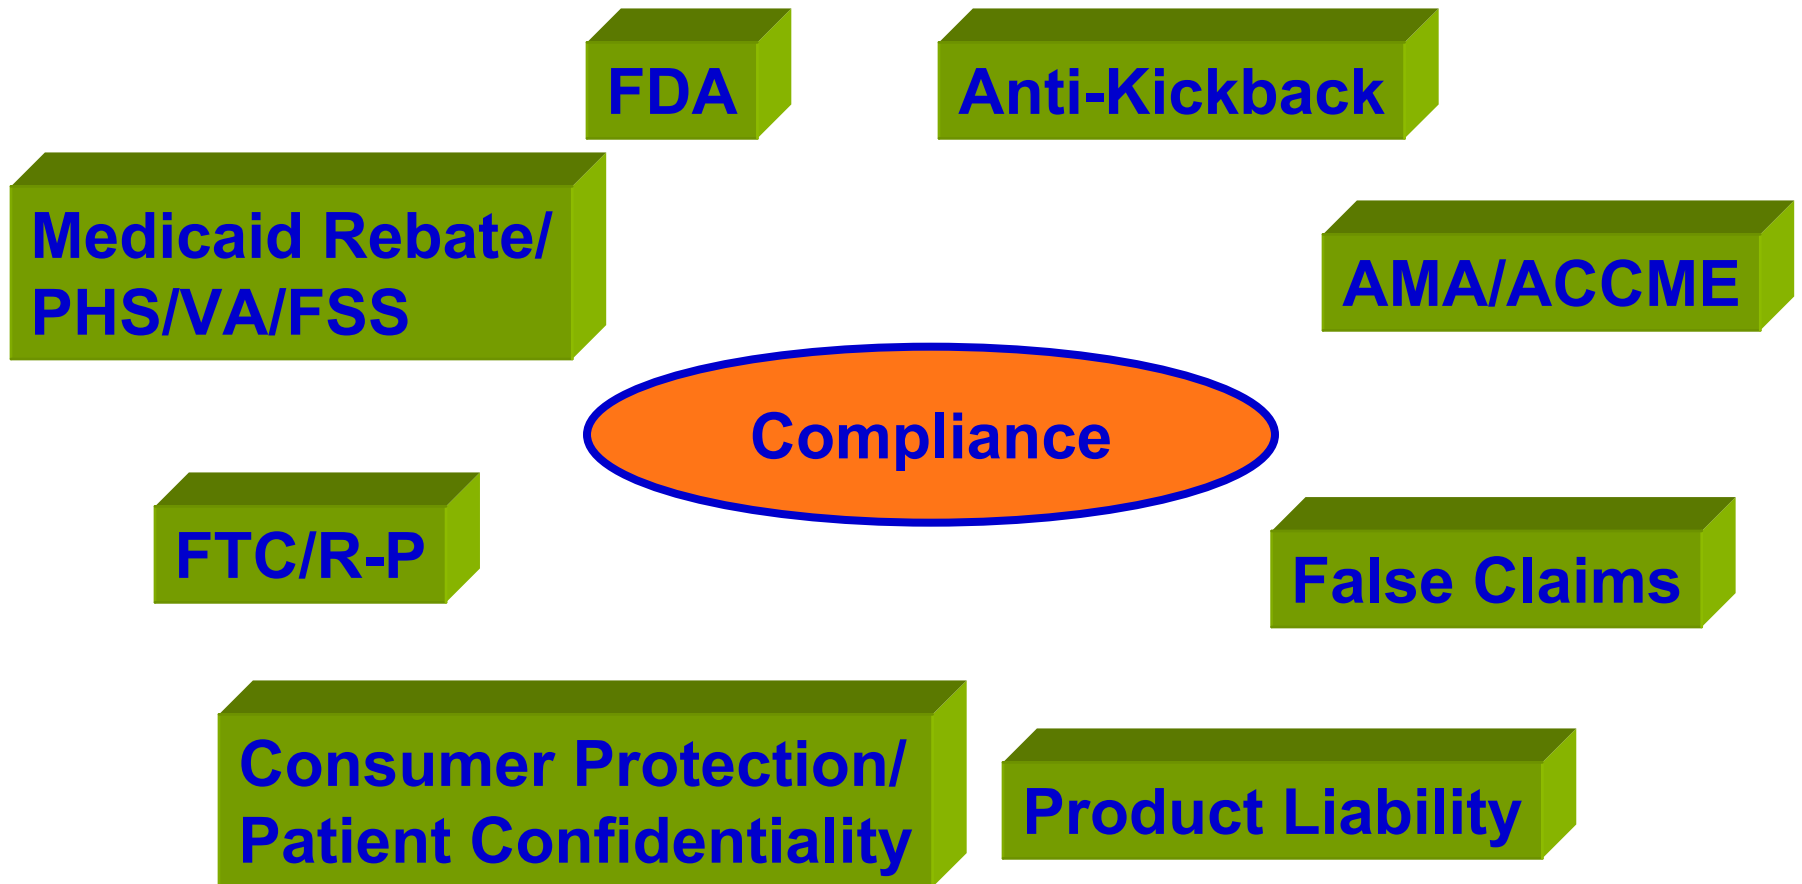 FDA
Anti-Kickback
Medicaid Rebate/
PHS/VA/FSS
AMA/ACCME
Compliance
FTC/R-P
False Claims
Consumer Protection/
Patient Confidentiality
Product Liability